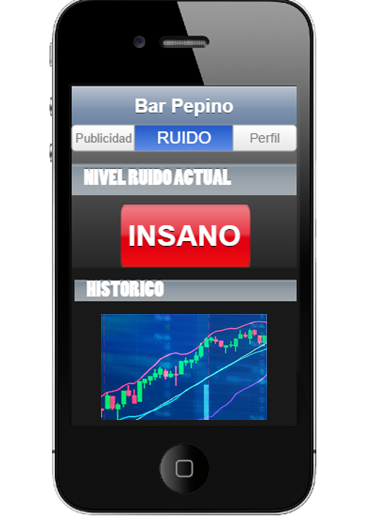 Bar Pepino
Publicidad RUIDO Perfil
NIVEL RUIDO ACTUAL
INSANO
HISTORICO